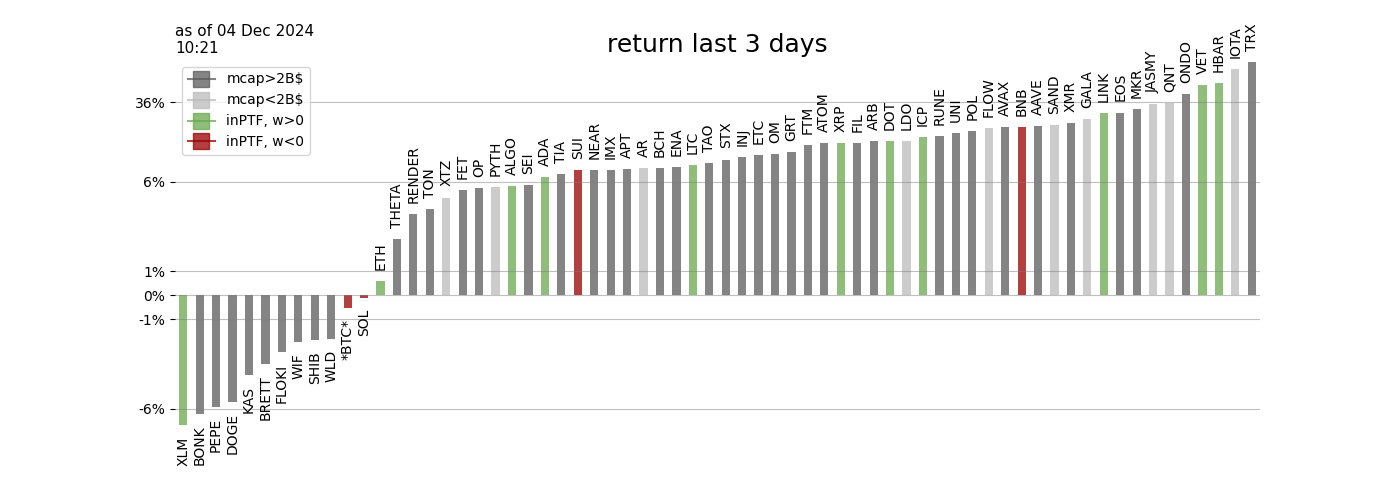 as of 04 Dec 2024
10:21
return last 3 days
mcap>2B$
mcap<2B$
inPTF, w>0
inPTF, w<0
36%
6%
1%
0%
-1%
-6%
XLM
BONK
PEPE
DOGE
KAS
BRETT
FLOKI
WIF
SHIB
WLD
*BTC*
SOL
ETH
THETA
RENDER
TON
XTZ
FET
OP
PYTH
ALGO
SEI
ADA
TIA
SUI
NEAR
IMX
APT
AR
BCH
ENA
LTC
TAO
STX
INJ
ETC
OM
GRT
FTM
ATOM
XRP
FIL
ARB
DOT
LDO
ICP
RUNE
UNI
POL
FLOW
AVAX
BNB
AAVE
SAND
XMR
GALA
LINK
EOS
MKR
JASMY
QNT
ONDO
VET
HBAR
IOTA
TRX